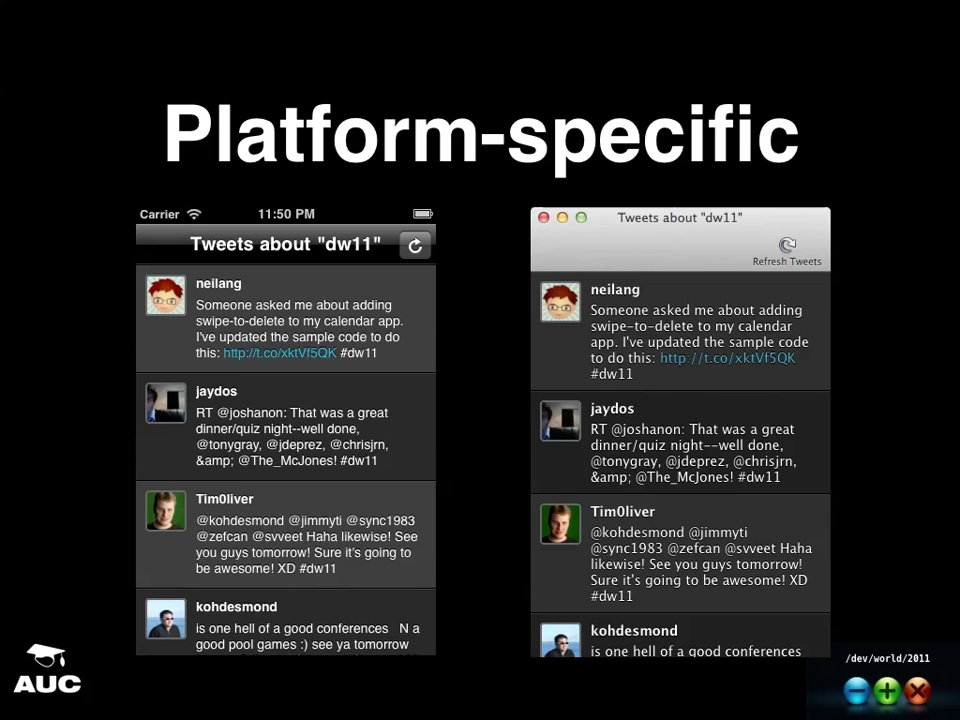 Platform-specific
Carrier 11:50 PM
Tweets about "dw11"
neilang
Someone asked me about adding
swipe-to-delete to my calendar app.
I've updated the sample code to do
this: http://t.co/xktVf5QK #dw11
jaydos
RT @joshanon: That was a great
dinner/quiz night--well done,
@tonygray, @jdeprez, @chrisjrn,
&amp; @The_McJones! #dw11
Tim0liver
@kohdesmond @jimmyti @sync1983
@zefcan @svveet Haha likewise! See
you guys tomorrow! Sure it's going to
be awesome! XD #dw11
kohdesmond
is one hell of a good conferences   N a
good pool games :) see ya tomorrow
Tweets about "dw11"
Refresh Tweets
neilang
Someone asked me about adding
swipe-to-delete to my calendar
app. I've updated the sample code
to do this: http://t.co/xktVf5QK
#dw11
jaydos
RT @joshanon: That was a great
dinner/quiz night--well done,
@tonygray, @jdeprez, @chrisjrn,
&amp; @The_McJones! #dw11
Tim0liver
@kohdesmond @jimmyti
@sync1983 @zefcan @svveet Haha
likewise! See you guys tomorrow!
Sure it's going to be awesome! XD
#dw11
kohdesmond
is one hell of a good conferences
AUC
/dev/world/2011